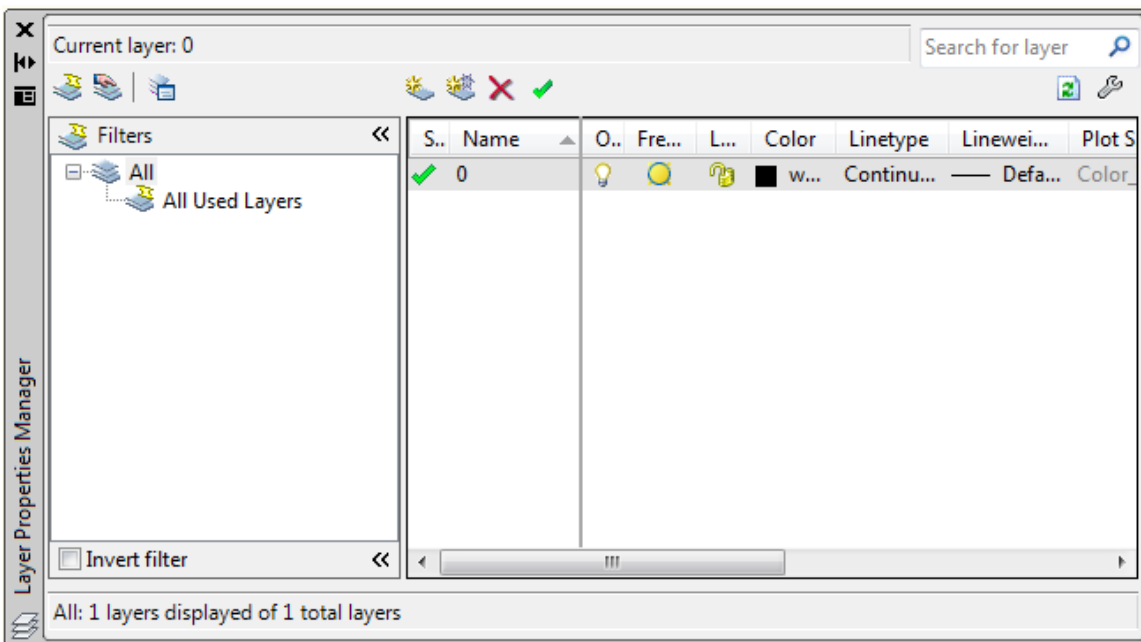 Current layer: 0
Search for layer
Filters
S.. Name O.. Fre... L... Color Linetype Linewei... Plot S
All
0 w... Continu... Defa... Color_
All Used Layers
Invert filter
All: 1 layers displayed of 1 total layers
Layer Properties Manager